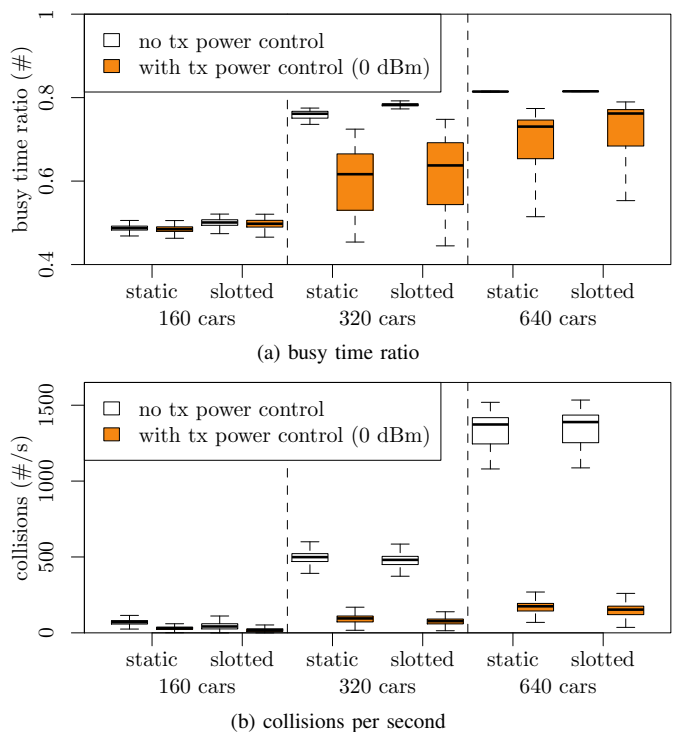 1
0.8
0.6
0.4
busy time ratio (#)
no tx power control
with tx power control (0 dBm)
static slotted static slotted static slotted
160 cars 320 cars 640 cars
(a) busy time ratio
1500
1000
500
0
collisions (#/s)
no tx power control
with tx power control (0 dBm)
static slotted static slotted static slotted
160 cars 320 cars 640 cars
(b) collisions per second